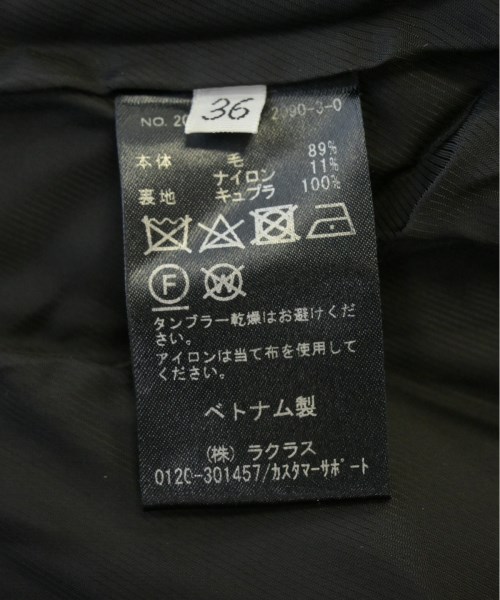 36
NO. 20 2090-3-0
本体 毛 89%
ナイロン 11%
裏地 キュプラ 100%
F W
タンブラー乾燥はお避けくだ
さい。
アイロンは当て布を使用して
ください。
ベトナム製
(株) ラクラス
0120-301457/カスタマーサポート